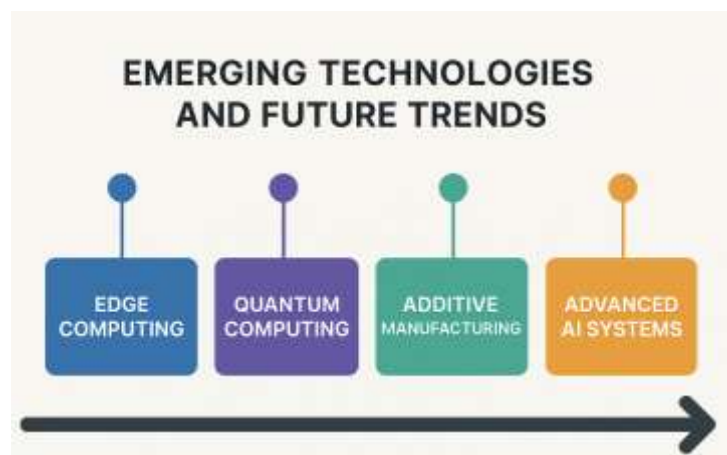 EMERGING TECHNOLOGIES
AND FUTURE TRENDS
EDGE
COMPUTING
QUANTUM
COMPUTING
ADDITIVE
MANUFACTURING
ADVANCED
AI SYSTEMS